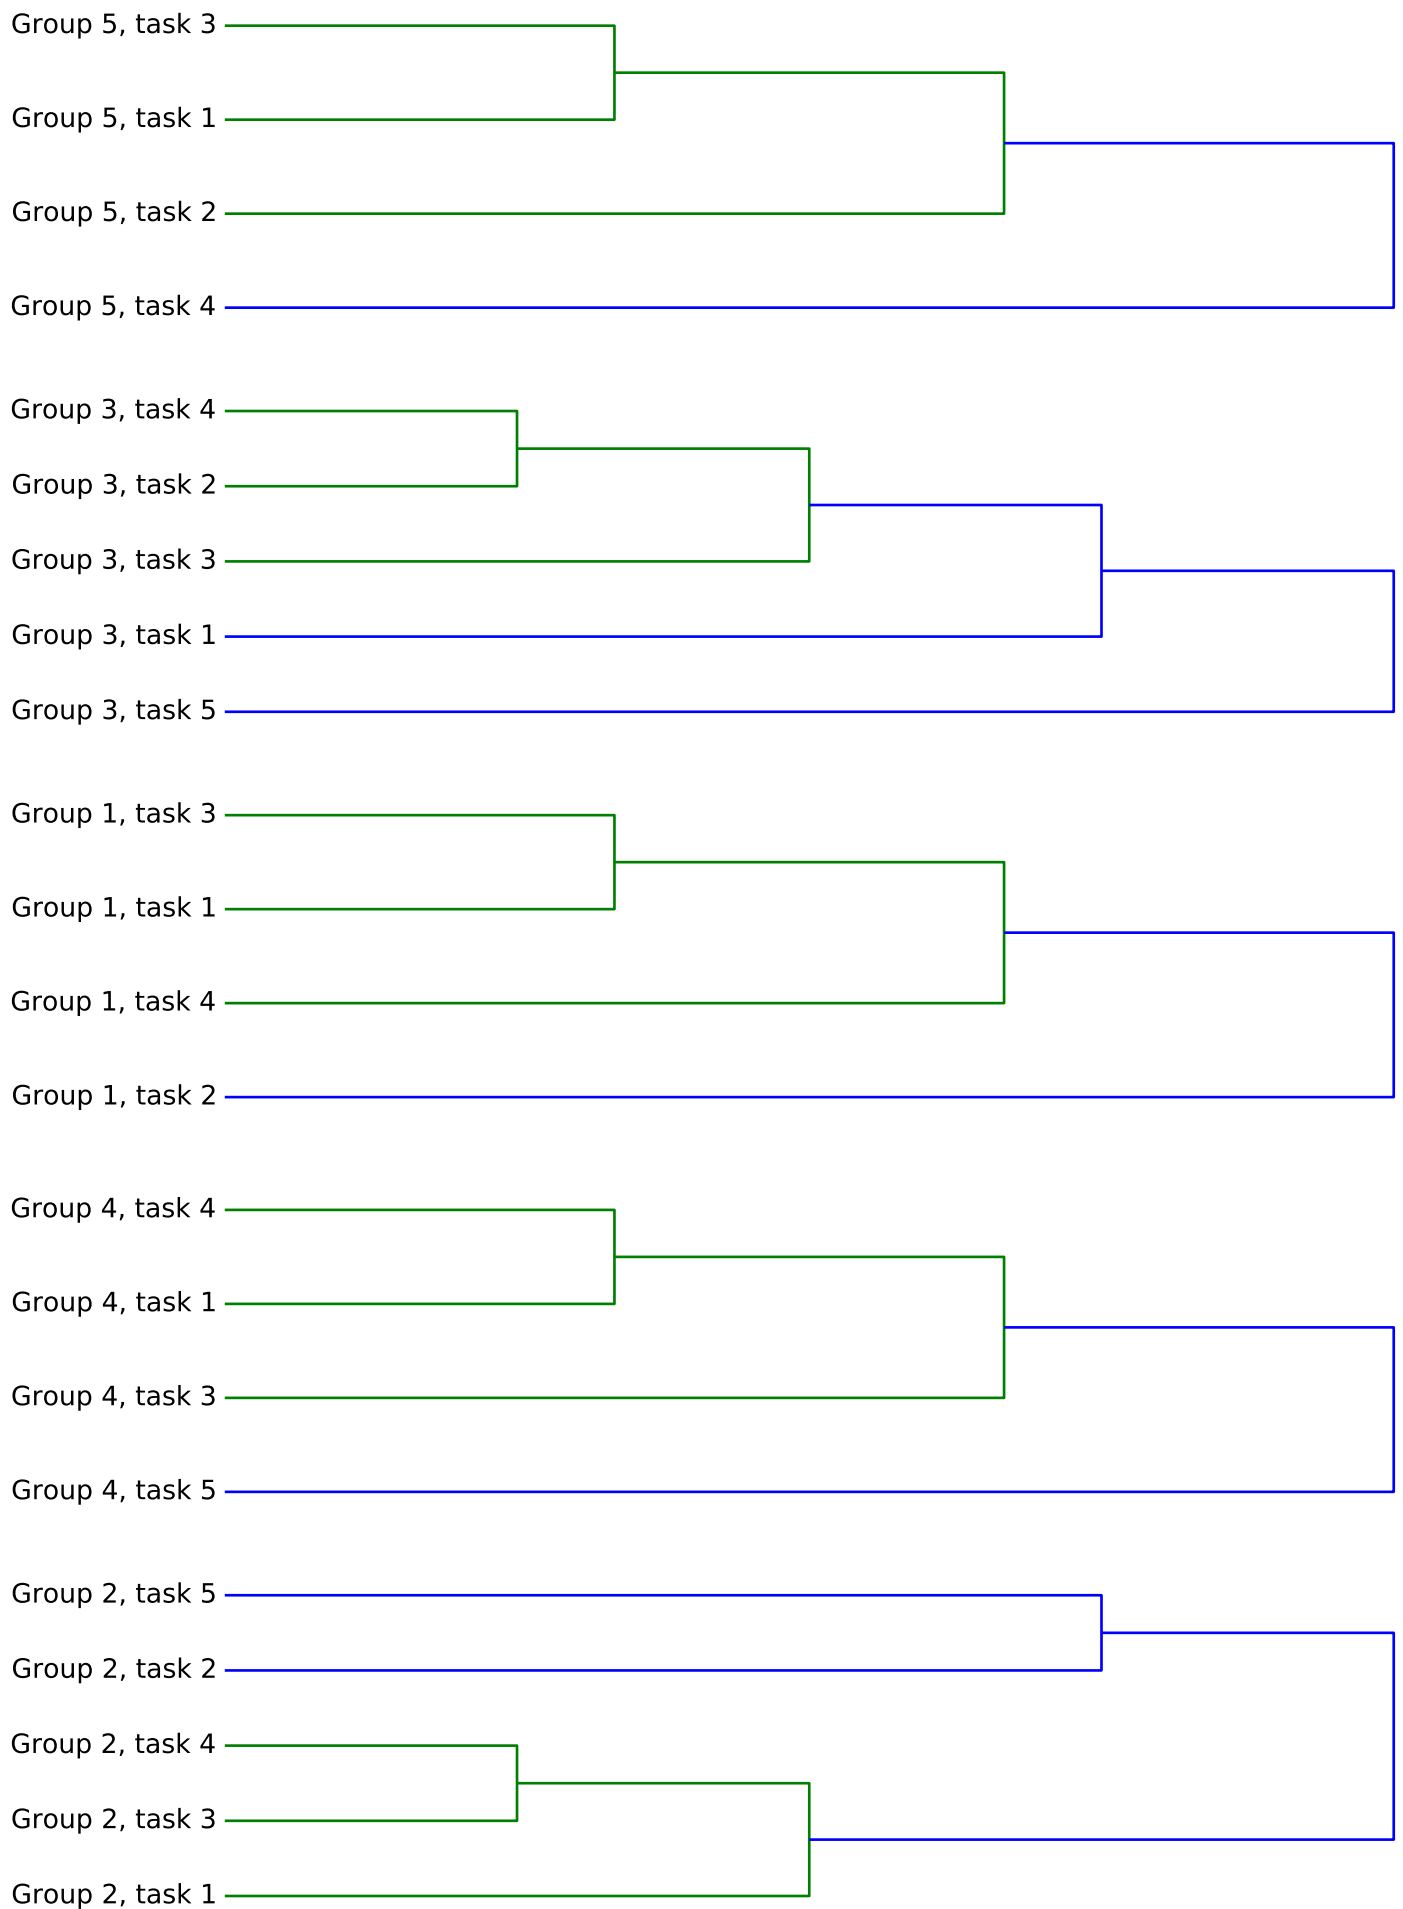 Group 5, task 3
Group 5, task 1
Group 5, task 2
Group 5, task 4
Group 3, task 4
Group 3, task 2
Group 3, task 3
Group 3, task 1
Group 3, task 5
Group 1, task 3
Group 1, task 1
Group 1, task 4
Group 1, task 2
Group 4, task 4
Group 4, task 1
Group 4, task 3
Group 4, task 5
Group 2, task 5
Group 2, task 2
Group 2, task 4
Group 2, task 3
Group 2, task 1